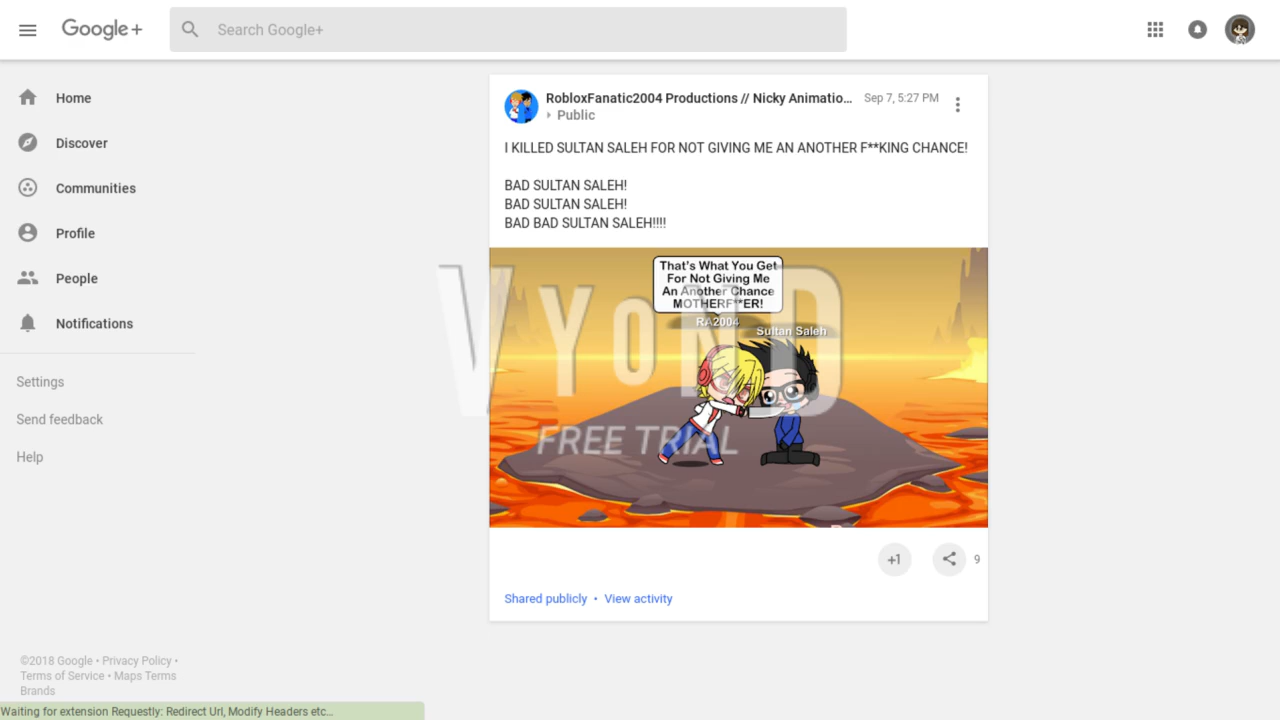 Google+
Search Google+
Home
Discover
Communities
Profile
People
Notifications
Settings
Send feedback
Help
©2018 Google • Privacy Policy •
Terms of Service • Maps Terms
Brands
Waiting for extension Requestly: Redirect Url, Modify Headers etc...
RobloxFanatic2004 Productions // Nicky Animatio...
Sep 7, 5:27 PM
Public
I KILLED SULTAN SALEH FOR NOT GIVING ME AN ANOTHER F**KING CHANCE!
BAD SULTAN SALEH!
BAD SULTAN SALEH!
BAD BAD SULTAN SALEH!!!!
That's What You Get
For Not Giving Me
An Another Chance
MOTHERF**ER!
RA2004
Sultan Saleh
VYOND
FREE TRIAL
+1
9
Shared publicly • View activity